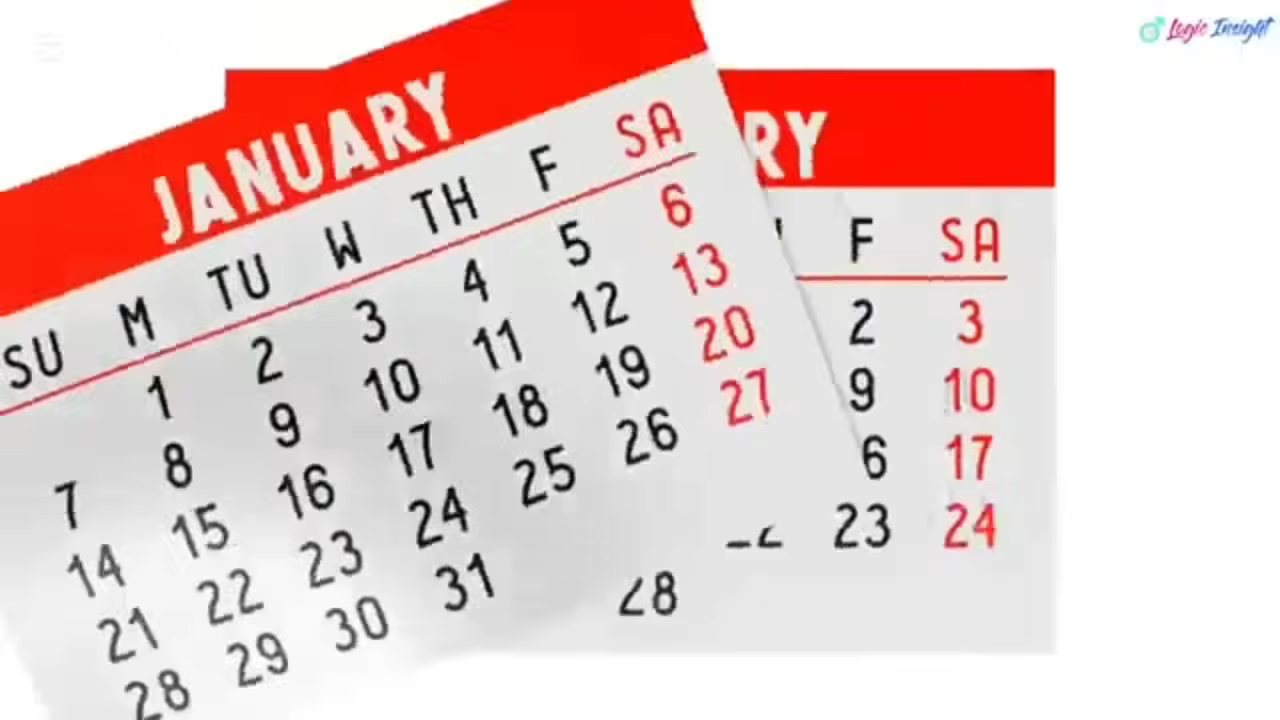 Logic Insight
JANUARY
SU M TU W TH F SA
1 2 3 4 5 6
7 8 9 10 11 12 13
14 15 16 17 18 19 20
21 22 23 24 25 26 27
28 29 30 31
RY
F SA
2 3
9 10
6 17
23 24
28